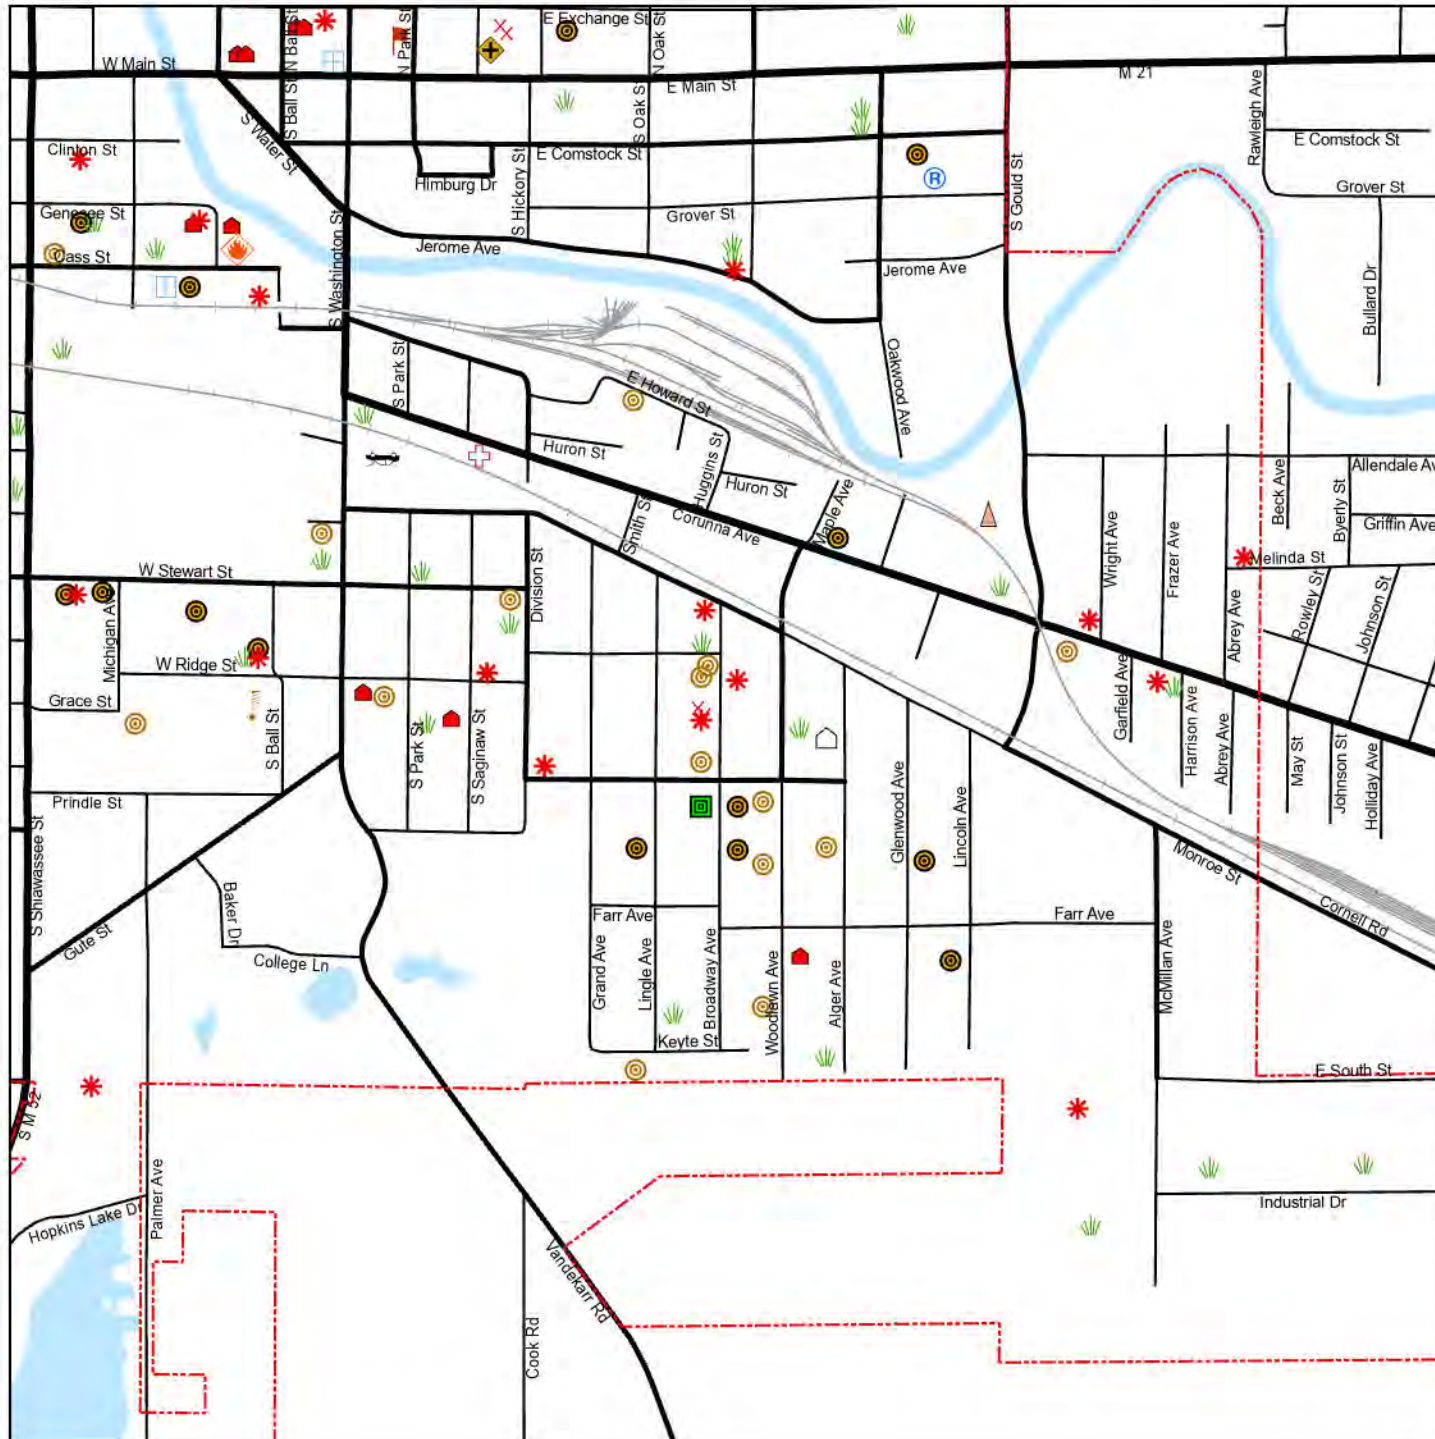 E Exchange St
N Ball St
N Park St
N Oak St
W Main St
M 21
E Main St
S Ball St
S Oak St
Rawleigh Ave
S Water St
Clinton St
E Comstock St
E Comstock St
Himburg Dr
S Hickory St
S Gould St
Grover St
Genesee St
Grover St
S Washington St
Jerome Ave
Cass St
Jerome Ave
Bullard Dr
S Park St
E Howard St
Oakwood Ave
Huron St
Huggins St
Allendale Av
Huron St
Beck Ave
Byerly St
Maple Ave
Smith St
Corunna Ave
Griffin Ave
Wright Ave
Frazer Ave
Melinda St
W Stewart St
Division St
Michigan Ave
Rowley St
Johnson St
Abrey Ave
W Ridge St
Grace St
Garfield Ave
Harrison Ave
S Ball St
S Park St
S Saginaw St
Abrey Ave
May St
Johnson St
Holliday Ave
Prindle St
Glenwood Ave
Lincoln Ave
S Shiawassee St
Monroe St
Baker Dr
Cornell Rd
Gute St
Farr Ave
Farr Ave
College Ln
Grand Ave
Lingle Ave
Broadway Ave
Woodlawn Ave
Alger Ave
McMillan Ave
Keyte St
E South St
S M 52
Palmer Ave
Hopkins Lake Dr
Industrial Dr
Vandekarr Rd
Cook Rd
R